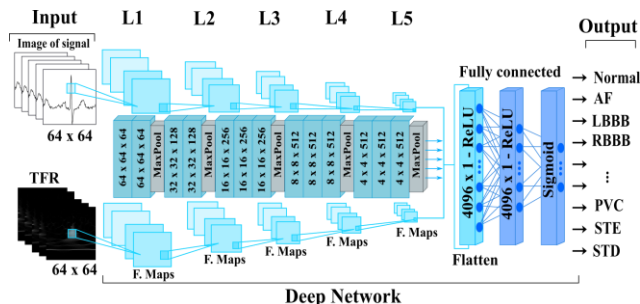 Input
L1
L2
L3
L4
L5
Output
Image of signal
64 x 64
TFR
64 x 64
64 x 64 x 64
64 x 64 x 64
MaxPool
32 x 32 x 128
32 x 32 x 128
MaxPool
16 x 16 x 256
16 x 16 x 256
16 x 16 x 256
MaxPool
8 x 8 x 512
8 x 8 x 512
8 x 8 x 512
MaxPool
4 x 4 x 512
4 x 4 x 512
4 x 4 x 512
MaxPool
F. Maps
F. Maps
F. Maps
F. Maps
F. Maps
Fully connected
4096 x 1 - ReLU
4096 x 1 - ReLU
Sigmoid
Flatten
Normal
AF
LBBB
RBBB
⋮
PVC
STE
STD
Deep Network